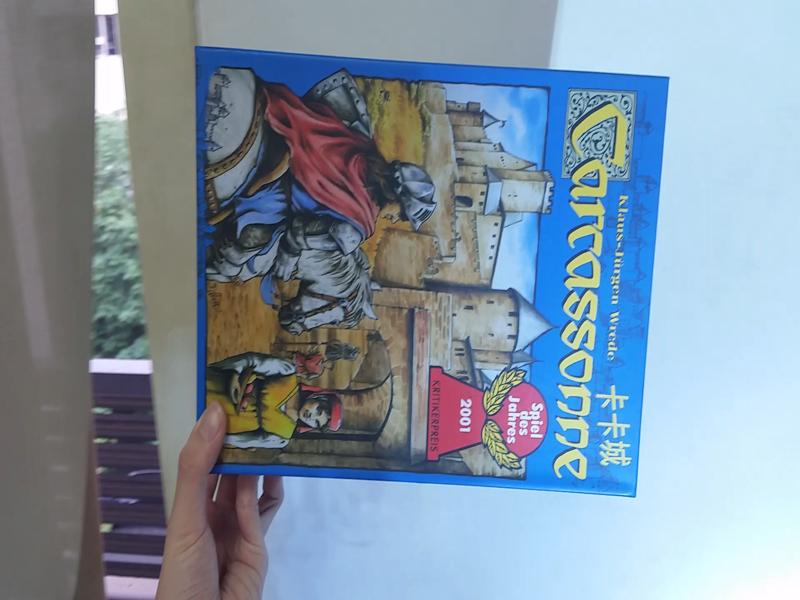 Klaus-Jürgen Wrede
卡卡城
Carcassonne
Spiel
des
Jahres
2001
KRITIKERPREIS